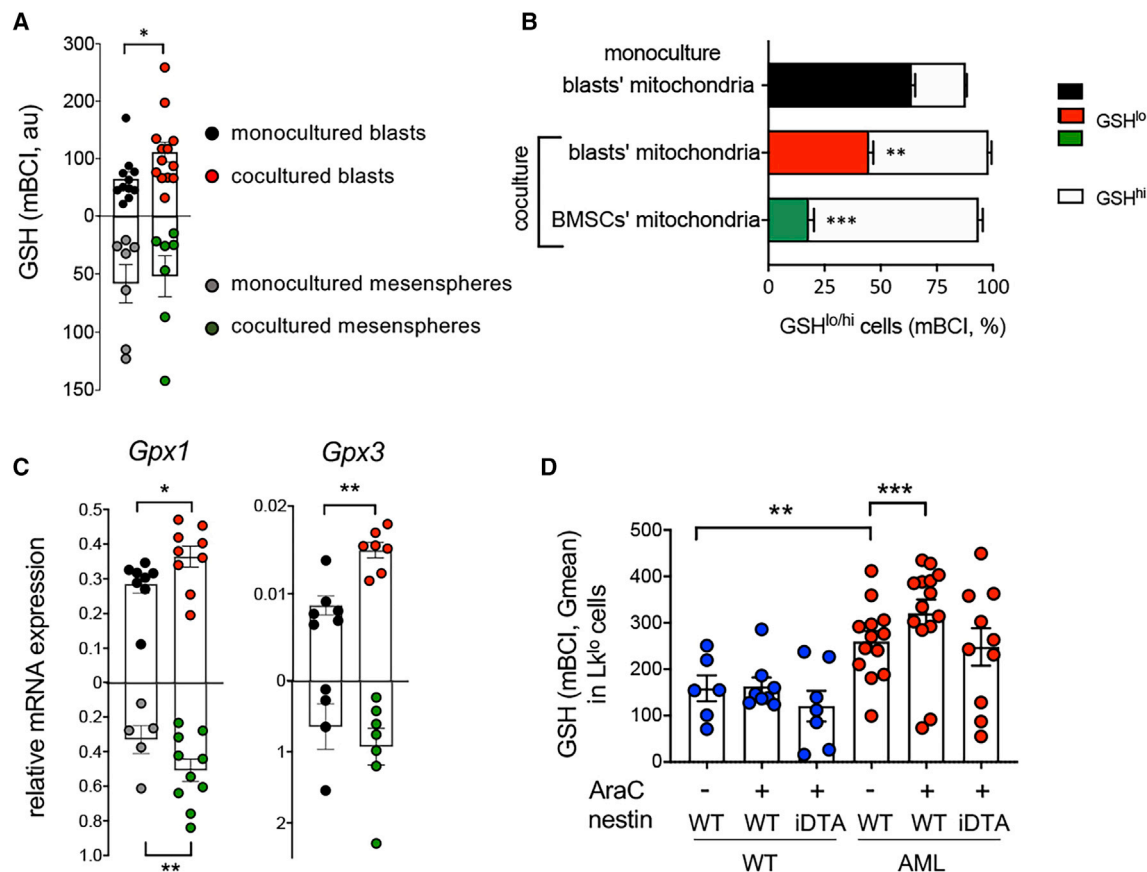 A
300
200
100
0
50
100
150
GSH (mBCI, au)
*
monocultured blasts
cocultured blasts
monocultured mesenspheres
cocultured mesenspheres
B
monoculture
blasts' mitochondria
coculture
blasts' mitochondria
BMSCs' mitochondria
**
***
0 25 50 75 100
GSHlo/hi cells (mBCI, %)
GSHlo
GSHhi
C
relative mRNA expression
Gpx1
*
0.5
0.4
0.3
0.2
0.1
0
0.2
0.4
0.6
0.8
1.0
**
Gpx3
**
0.02
0.01
0
1
2
D
GSH (mBCI, Gmean)
in Lklo cells
500
400
300
200
100
0
**
***
AraC - + + - + +
nestin WT WT iDTA WT WT iDTA
WT AML